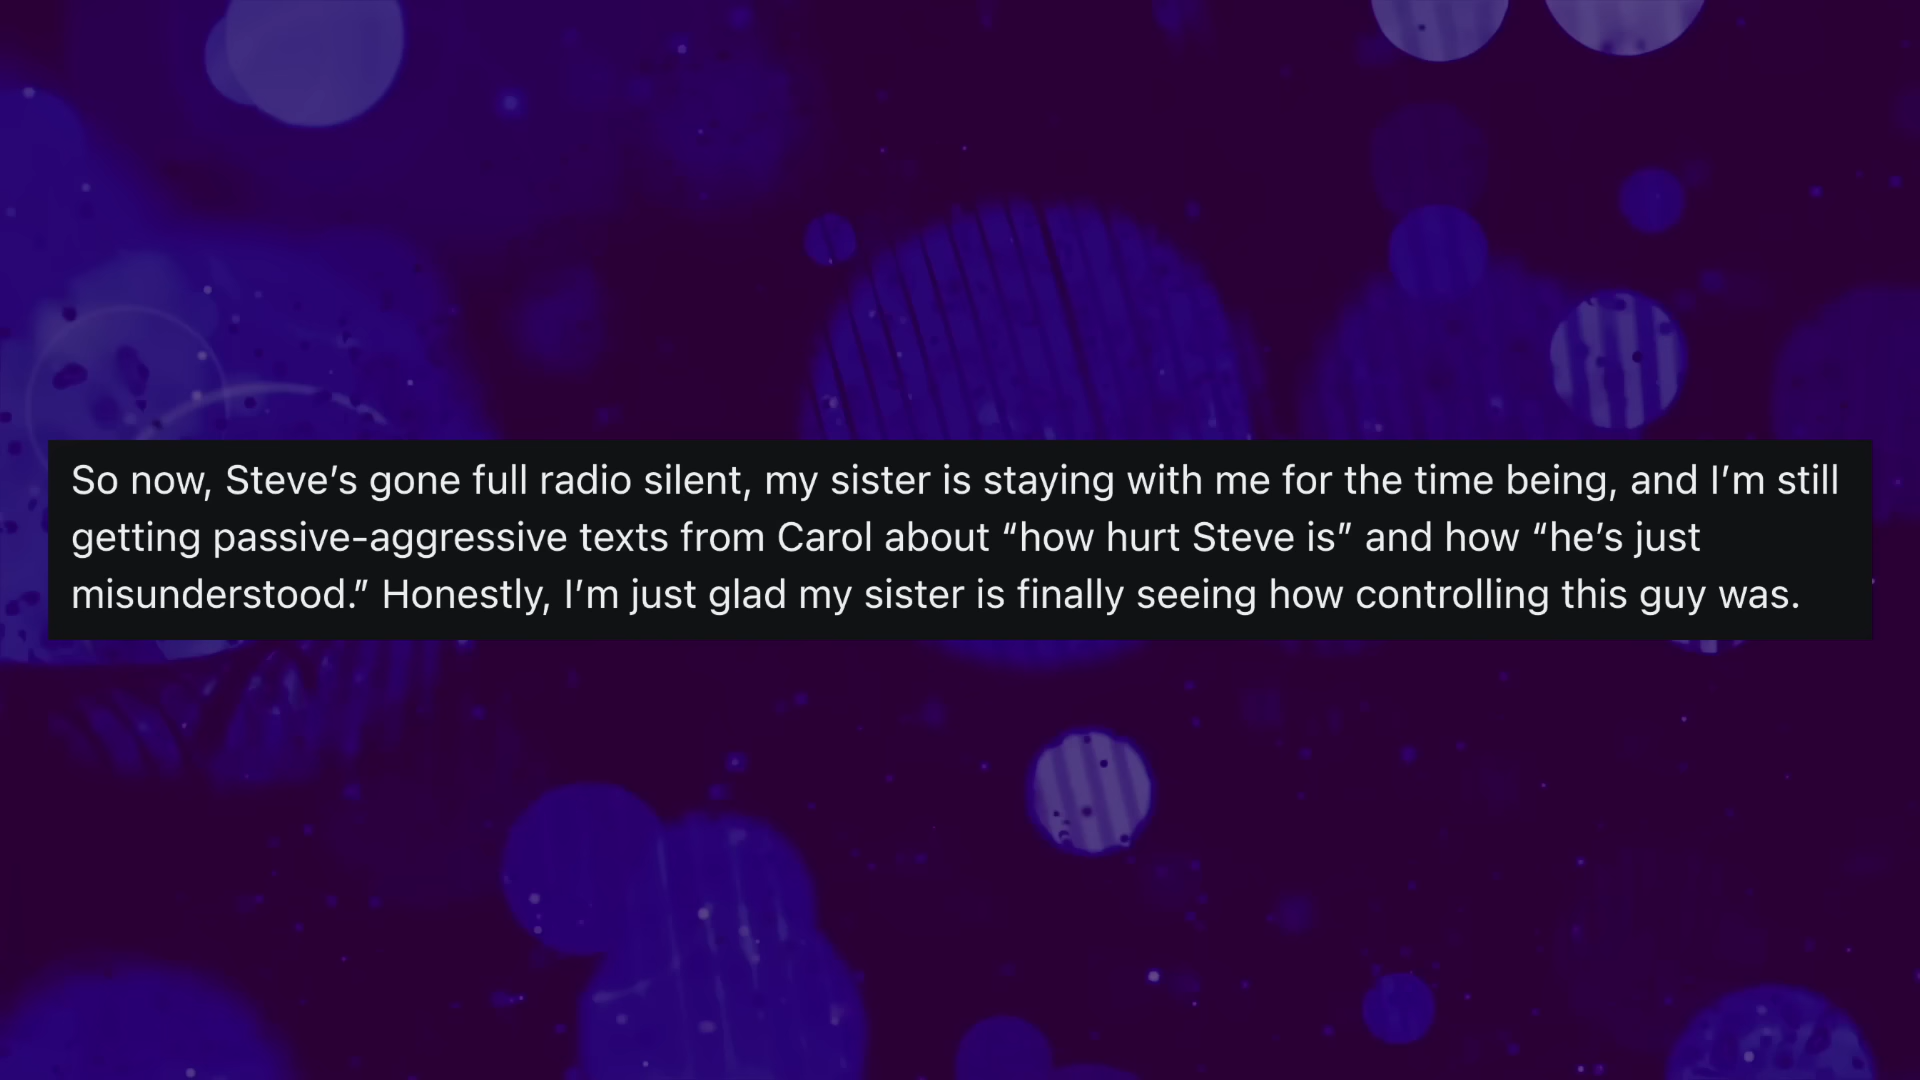 So now, Steve’s gone full radio silent, my sister is staying with me for the time being, and I’m still
getting passive-aggressive texts from Carol about “how hurt Steve is” and how “he’s just
misunderstood.” Honestly, I’m just glad my sister is finally seeing how controlling this guy was.